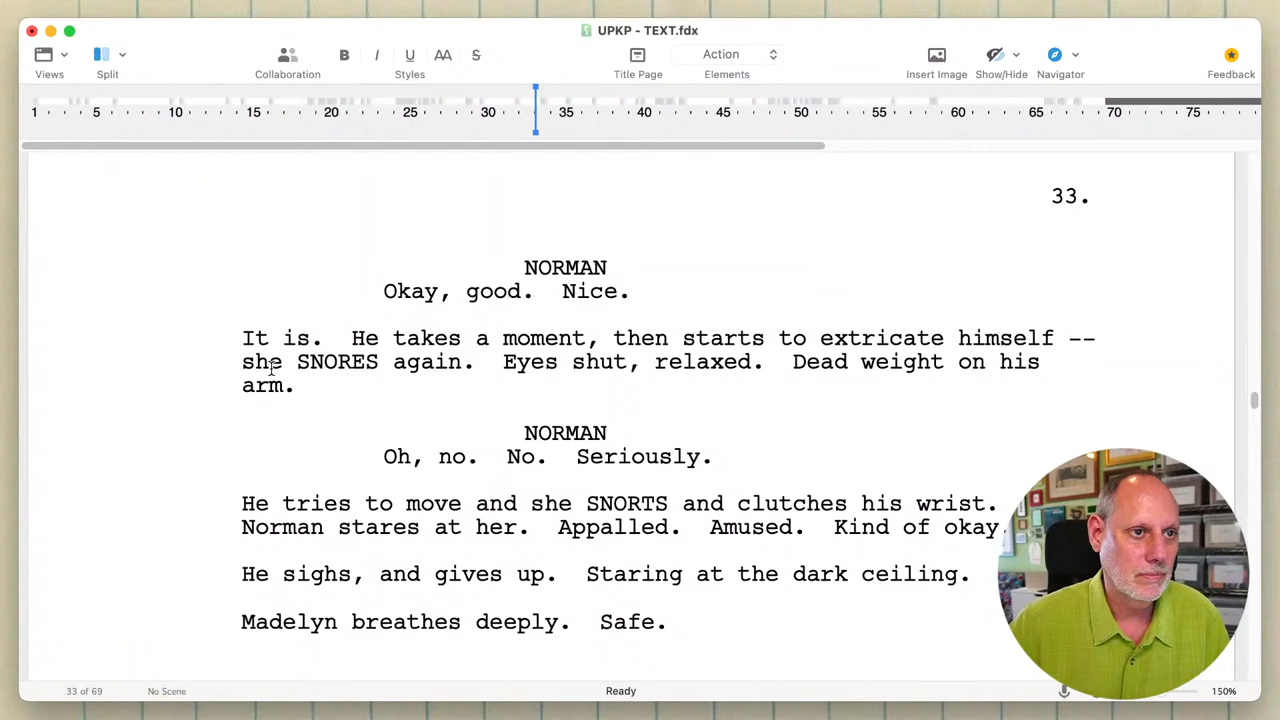 UPKP - TEXT.fdx
Views
Split
Collaboration
B I U AA S
Styles
Title Page
Action
Elements
Insert Image
Show/Hide
Navigator
Feedback
1 5 10 15 20 25 30 35 40 45 50 55 60 65 70 75
33.
NORMAN
Okay, good.  Nice.
It is.  He takes a moment, then starts to extricate himself --
she SNORES again.  Eyes shut, relaxed.  Dead weight on his
arm.
NORMAN
Oh, no.  No.  Seriously.
He tries to move and she SNORTS and clutches his wrist.
Norman stares at her.  Appalled.  Amused.  Kind of okay.
He sighs, and gives up.  Staring at the dark ceiling.
Madelyn breathes deeply.  Safe.
33 of 69
No Scene
Ready
150%